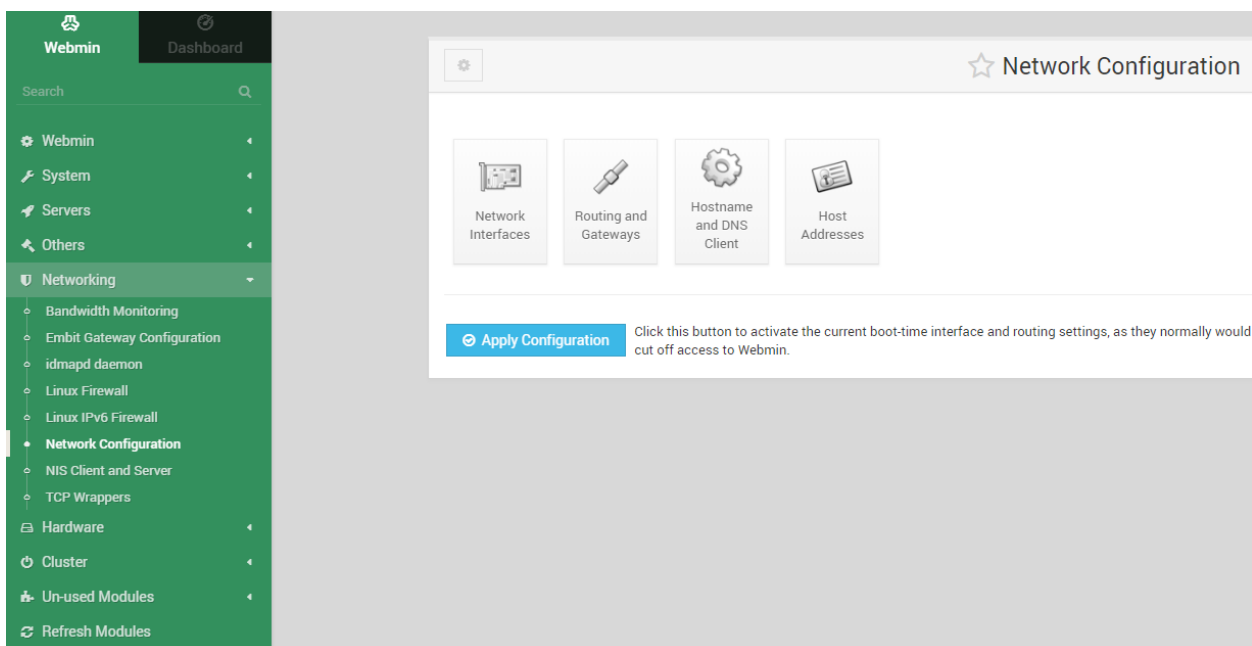 Webmin
Dashboard
Search
Webmin
System
Servers
Others
Networking
Bandwidth Monitoring
Embit Gateway Configuration
idmapd daemon
Linux Firewall
Linux IPv6 Firewall
Network Configuration
NIS Client and Server
TCP Wrappers
Hardware
Cluster
Un-used Modules
Refresh Modules
Network Configuration
Network
Interfaces
Routing and
Gateways
Hostname
and DNS
Client
Host
Addresses
Apply Configuration
Click this button to activate the current boot-time interface and routing settings, as they normally would
cut off access to Webmin.